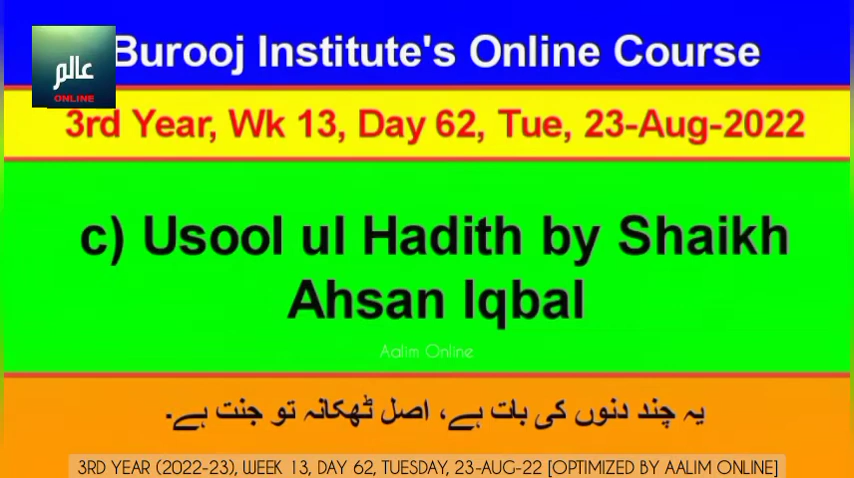 عالم
ONLINE
Burooj Institute's Online Course
3rd Year, Wk 13, Day 62, Tue, 23-Aug-2022
c) Usool ul Hadith by Shaikh
Ahsan Iqbal
Aalim Online
یہ چند دنوں کی بات ہے، اصل ٹھکانہ تو جنت ہے۔
3RD YEAR (2022-23), WEEK 13, DAY 62, TUESDAY, 23-AUG-22 [OPTIMIZED BY AALIM ONLINE]